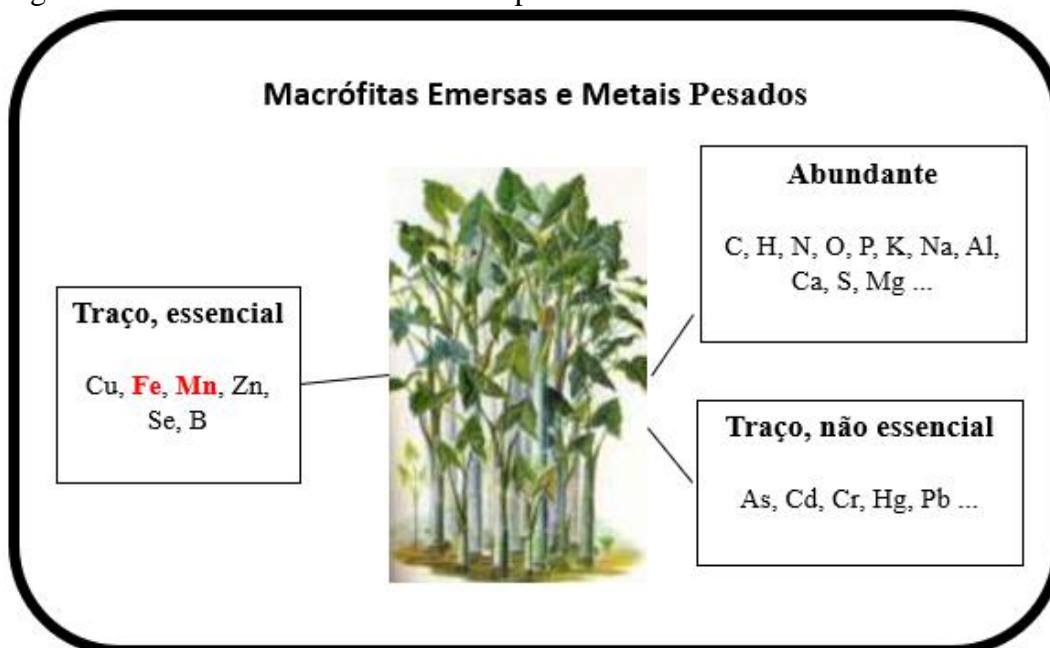 Macrófitas Emersas e Metais Pesados
Abundante
C, H, N, O, P, K, Na, Al,
Ca, S, Mg ...
Traço, essencial
Cu, Fe, Mn, Zn,
Se, B
Traço, não essencial
As, Cd, Cr, Hg, Pb ...